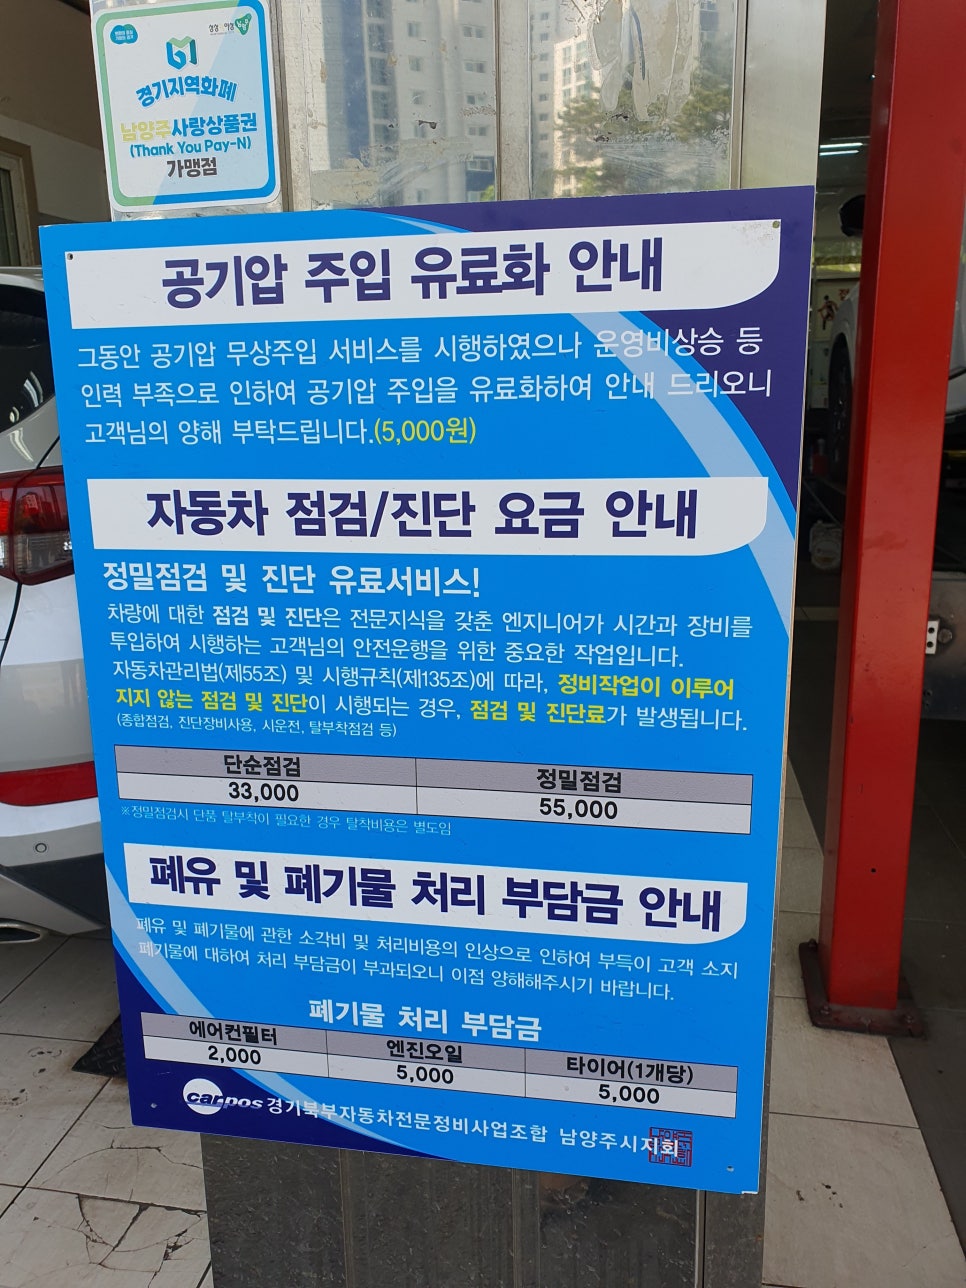 경기지역화폐
남양주사랑상품권
(Thank You Pay-N)
가맹점
공기압 주입 유료화 안내
그동안 공기압 무상주입 서비스를 시행하였으나 운영비상승 등
인력 부족으로 인하여 공기압 주입을 유료화하여 안내 드리오니
고객님의 양해 부탁드립니다.(5,000원)
자동차 점검/진단 요금 안내
정밀점검 및 진단 유료서비스!
차량에 대한 점검 및 진단은 전문지식을 갖춘 엔지니어가 시간과 장비를
투입하여 시행하는 고객님의 안전운행을 위한 중요한 작업입니다.
자동차관리법(제55조) 및 시행규칙(제135조)에 따라, 정비작업이 이루어
지지 않는 점검 및 진단이 시행되는 경우, 점검 및 진단료가 발생됩니다.
(종합점검, 진단장비사용, 시운전, 탈부착점검 등)
단순점검 정밀점검
33,000 55,000
※정밀점검시 단품 탈부착이 필요한 경우 탈착비용은 별도임
폐유 및 폐기물 처리 부담금 안내
폐유 및 폐기물에 관한 소각비 및 처리비용의 인상으로 인하여 부득이 고객 소지
폐기물에 대하여 처리 부담금이 부과되오니 이점 양해해주시기 바랍니다.
폐기물 처리 부담금
에어컨필터 엔진오일 타이어(1개당)
2,000 5,000 5,000
carpos 경기북부자동차전문정비사업조합 남양주시지회